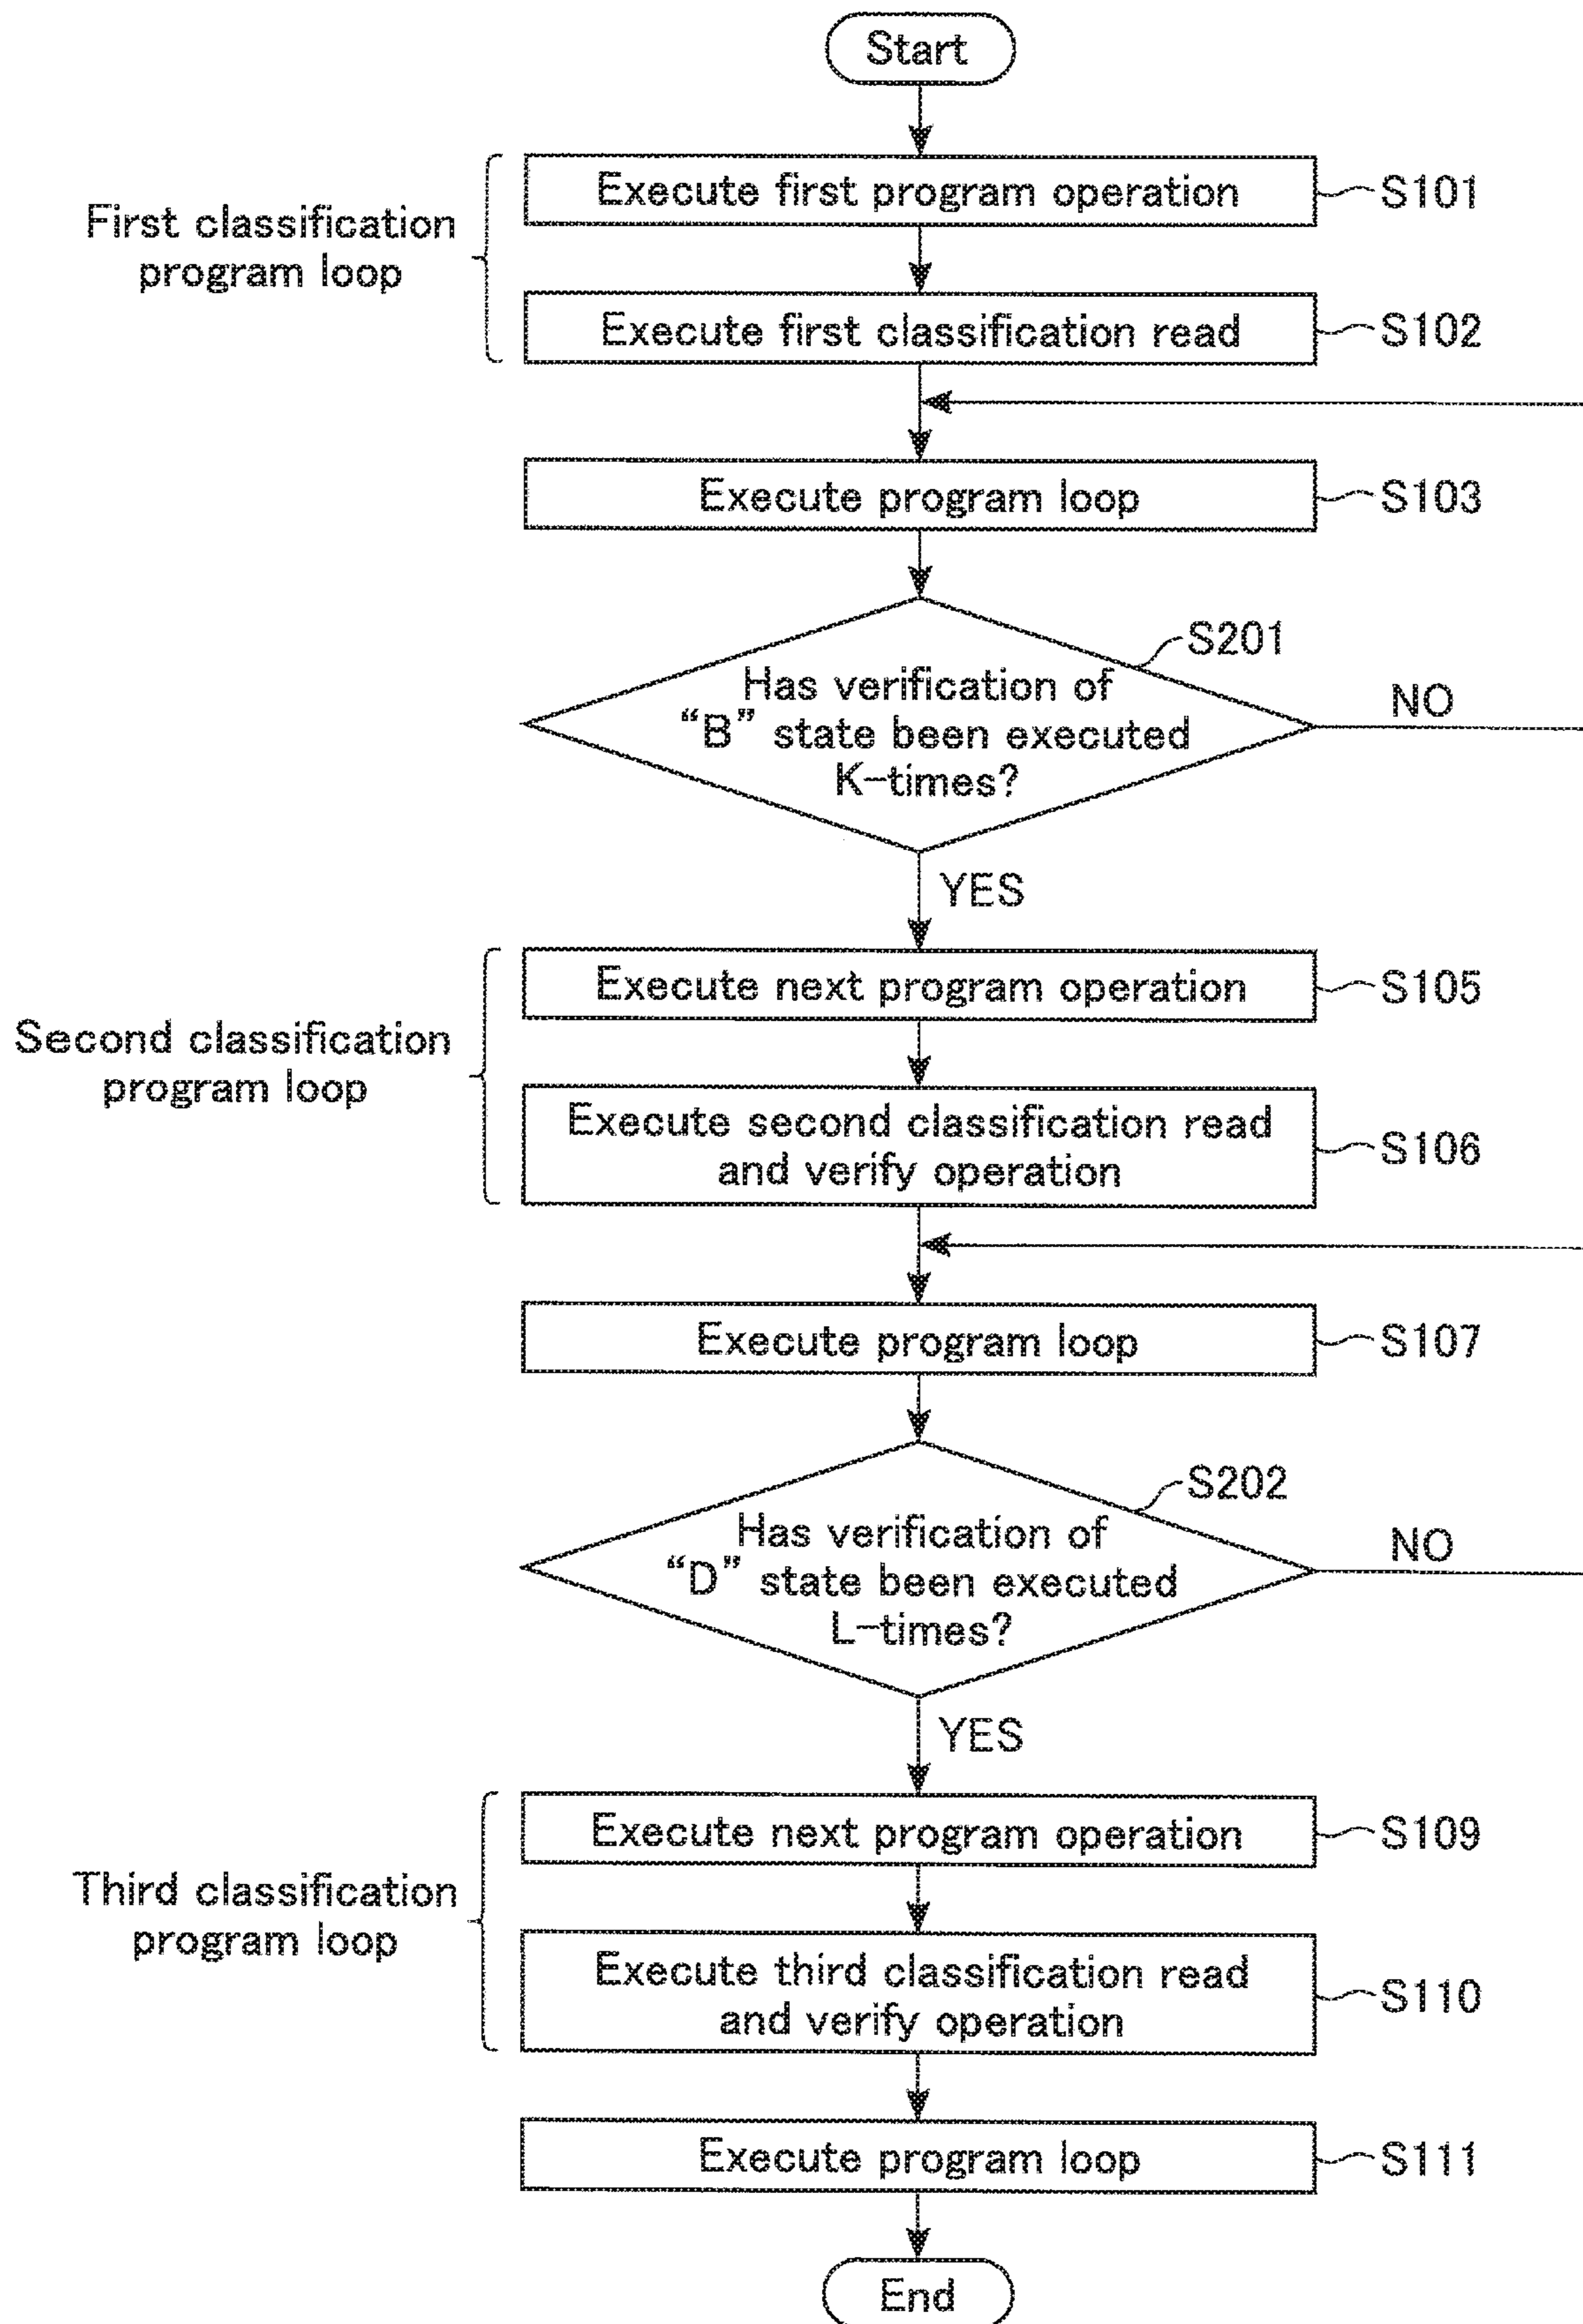 Start
First classification
program loop
Execute first program operation
S101
Execute first classification read
S102
Execute program loop
S103
S201
Has verification of
“B” state been executed
K-times?
NO
YES
Second classification
program loop
Execute next program operation
S105
Execute second classification read
and verify operation
S106
Execute program loop
S107
S202
Has verification of
“D” state been executed
L-times?
NO
YES
Third classification
program loop
Execute next program operation
S109
Execute third classification read
and verify operation
S110
Execute program loop
S111
End